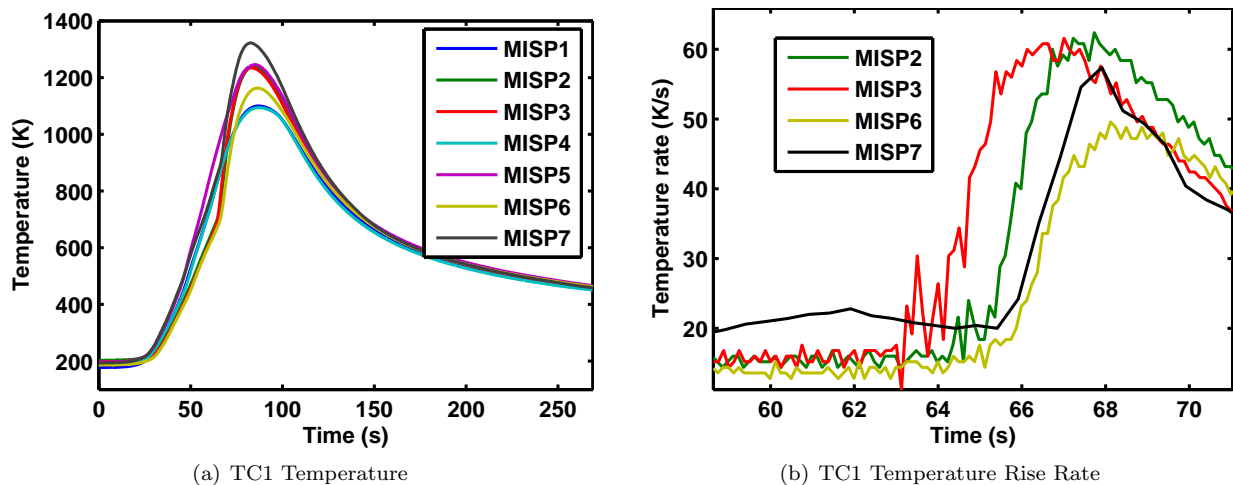 1400
1200
1000
800
600
400
200
0
50
100
150
200
250
Temperature (K)
Time (s)
MISP1
MISP2
MISP3
MISP4
MISP5
MISP6
MISP7
(a) TC1 Temperature
60
50
40
30
20
60
62
64
66
68
70
Temperature rate (K/s)
Time (s)
MISP2
MISP3
MISP6
MISP7
(b) TC1 Temperature Rise Rate